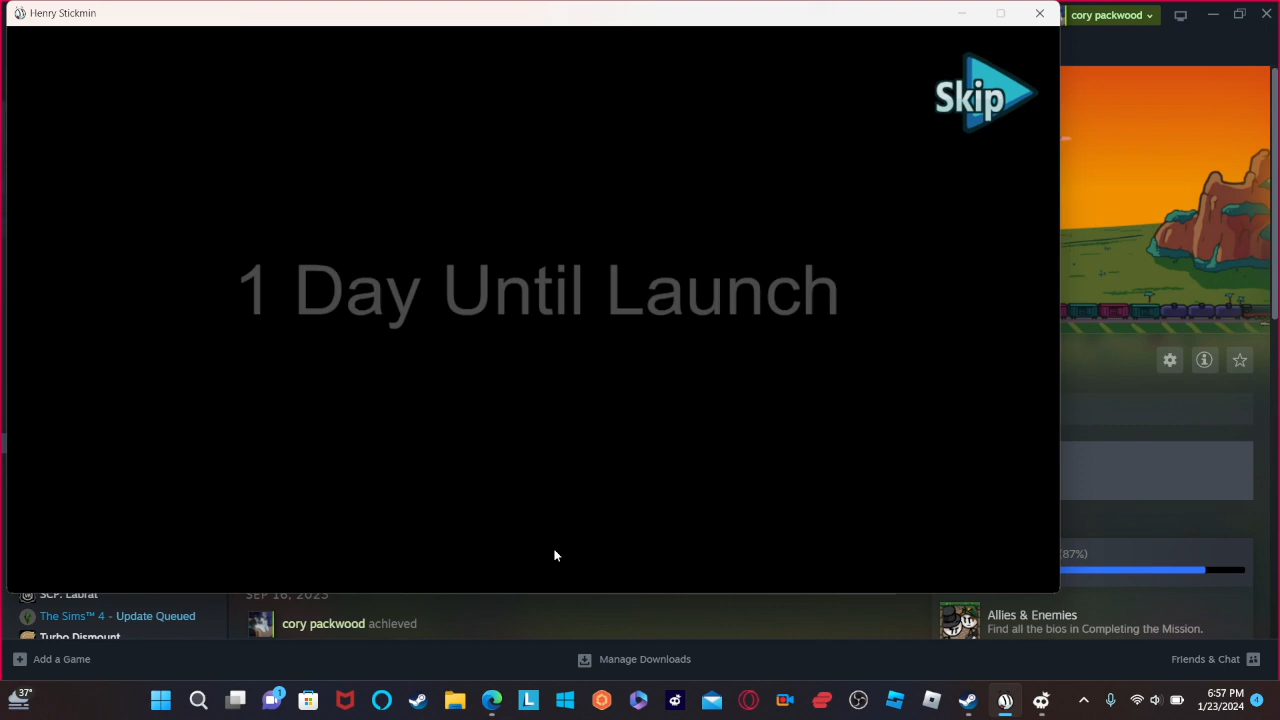 Henry Stickmin
cory packwood
Skip
1 Day Until Launch
(87%)
SCP: Labrat
The Sims™ 4 - Update Queued
Turbo Dismount
SEP 16, 2023
cory packwood achieved
Allies & Enemies
Find all the bios in Completing the Mission.
Add a Game
Manage Downloads
Friends & Chat
37°
1
L
6:57 PM
1/23/2024
4